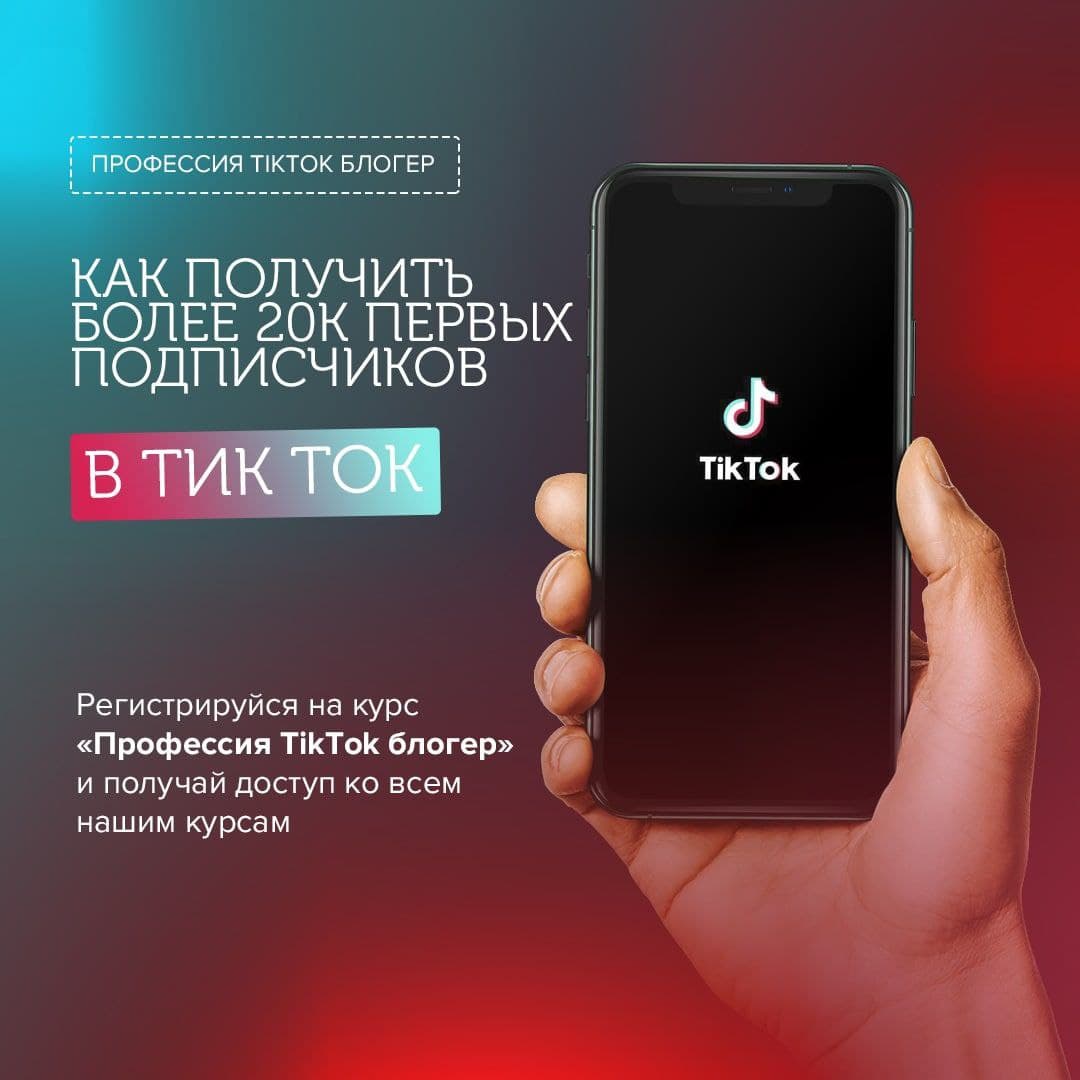 ПРОФЕССИЯ TIKTOK БЛОГЕР
КАК ПОЛУЧИТЬ
БОЛЕЕ 20К ПЕРВЫХ
ПОДПИСЧИКОВ
В ТИК ТОК
TikTok
Регистрируйся на курс
«Профессия TikTok блогер»
и получай доступ ко всем
нашим курсам